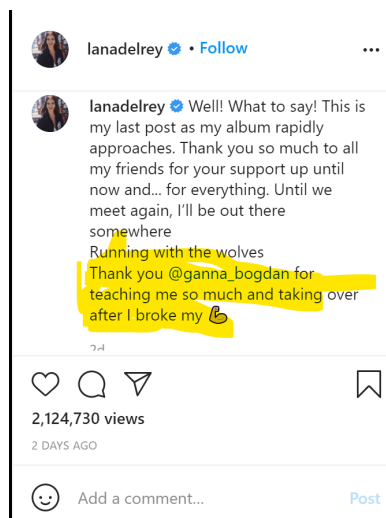 lanadelrey • Follow
lanadelrey Well! What to say! This is
my last post as my album rapidly
approaches. Thank you so much to all
my friends for your support up until
now and... for everything. Until we
meet again, I’ll be out there
somewhere
Running with the wolves
Thank you @ganna_bogdan for
teaching me so much and taking over
after I broke my 💪
2d
2,124,730 views
2 DAYS AGO
Add a comment...
Post